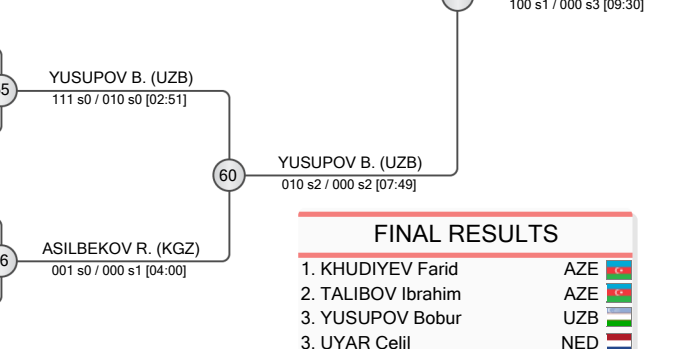 100 s1 / 000 s3 [09:30]
YUSUPOV B. (UZB)
111 s0 / 010 s0 [02:51]
YUSUPOV B. (UZB)
60
010 s2 / 000 s2 [07:49]
ASILBEKOV R. (KGZ)
001 s0 / 000 s1 [04:00]
FINAL RESULTS
1. KHUDIYEV Farid AZE
2. TALIBOV Ibrahim AZE
3. YUSUPOV Bobur UZB
3. UYAR Celil NED